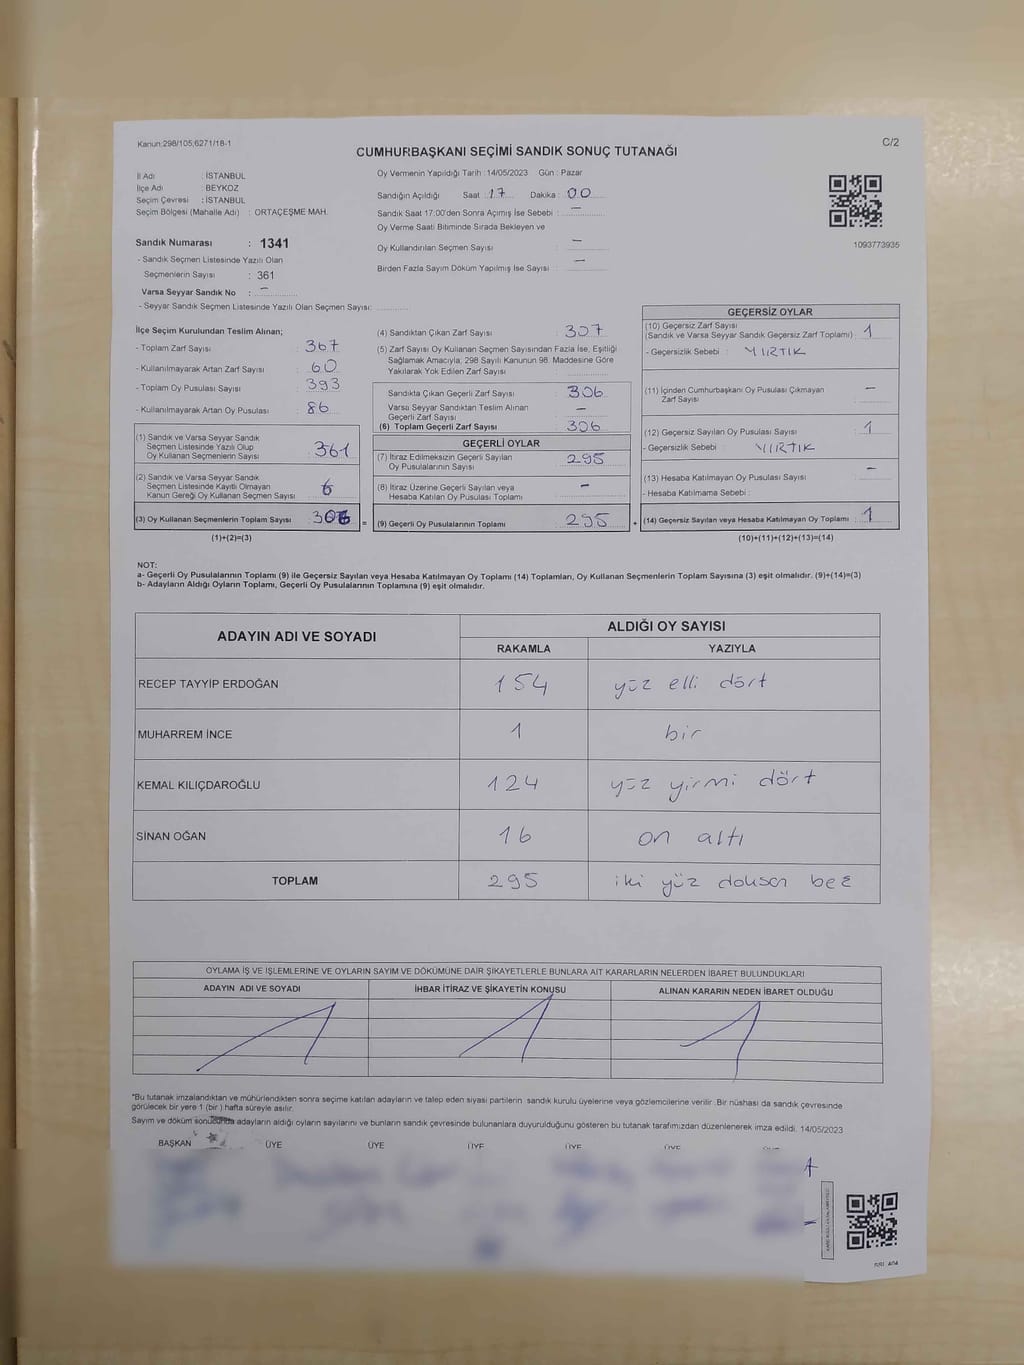 Kanun:298/105;6271/18-1
C/2
CUMHURBAŞKANI SEÇİMİ SANDIK SONUÇ TUTANAĞI
İl Adı : İSTANBUL
İlçe Adı : BEYKOZ
Seçim Çevresi : İSTANBUL
Seçim Bölgesi (Mahalle Adı) : ORTAÇEŞME MAH.
Sandık Numarası : 1341
- Sandık Seçmen Listesinde Yazılı Olan
Seçmenlerin Sayısı : 361
Varsa Seyyar Sandık No : –
- Seyyar Sandık Seçmen Listesinde Yazılı Olan Seçmen Sayısı:
Oy Vermenin Yapıldığı Tarih : 14/05/2023 Gün : Pazar
Sandığın Açıldığı Saat : 17 Dakika : 00
Sandık Saat 17:00'den Sonra Açımış İse Sebebi : –
Oy Verme Saati Bitiminde Sırada Bekleyen ve
Oy Kullandırılan Seçmen Sayısı : –
Birden Fazla Sayım Döküm Yapılmış İse Sayısı : –
1093773935
İlçe Seçim Kurulundan Teslim Alınan;
- Toplam Zarf Sayısı : 367
- Kullanılmayarak Artan Zarf Sayısı : 60
- Toplam Oy Pusulası Sayısı : 393
- Kullanılmayarak Artan Oy Pusulası : 86
(1) Sandık ve Varsa Seyyar Sandık
Seçmen Listesinde Yazılı Olup
Oy Kullanan Seçmenlerin Sayısı : 361
(2) Sandık ve Varsa Seyyar Sandık
Seçmen Listesinde Kayıtlı Olmayan
Kanun Gereği Oy Kullanan Seçmen Sayısı : 6
(3) Oy Kullanan Seçmenlerin Toplam Sayısı : 306 =
(1)+(2)=(3)
(4) Sandıktan Çıkan Zarf Sayısı : 307
(5) Zarf Sayısı Oy Kullanan Seçmen Sayısından Fazla İse, Eşitliği
Sağlamak Amacıyla; 298 Sayılı Kanunun 98. Maddesine Göre
Yakılarak Yok Edilen Zarf Sayısı :
Sandıkta Çıkan Geçerli Zarf Sayısı : 306
Varsa Seyyar Sandıktan Teslim Alınan
Geçerli Zarf Sayısı : –
(6) Toplam Geçerli Zarf Sayısı : 306
GEÇERLİ OYLAR
(7) İtiraz Edilmeksizin Geçerli Sayılan
Oy Pusulalarının Sayısı : 295
(8) İtiraz Üzerine Geçerli Sayılan veya
Hesaba Katılan Oy Pusulası Toplamı : –
(9) Geçerli Oy Pusulalarının Toplamı : 295 +
GEÇERSİZ OYLAR
(10) Geçersiz Zarf Sayısı
(Sandık ve Varsa Seyyar Sandık Geçersiz Zarf Toplamı) : 1
- Geçersizlik Sebebi : YIRTIK
(11) İçinden Cumhurbaşkanı Oy Pusulası Çıkmayan
Zarf Sayısı : –
(12) Geçersiz Sayılan Oy Pusulası Sayısı : 1
- Geçersizlik Sebebi : YIRTIK
(13) Hesaba Katılmayan Oy Pusulası Sayısı : –
- Hesaba Katılmama Sebebi :
(14) Geçersiz Sayılan veya Hesaba Katılmayan Oy Toplamı : 1
(10)+(11)+(12)+(13)=(14)
NOT:
a- Geçerli Oy Pusulalarının Toplamı (9) ile Geçersiz Sayılan veya Hesaba Katılmayan Oy Toplamı (14) Toplamları, Oy Kullanan Seçmenlerin Toplam Sayısına (3) eşit olmalıdır. (9)+(14)=(3)
b- Adayların Aldığı Oyların Toplamı, Geçerli Oy Pusulalarının Toplamına (9) eşit olmalıdır.
ADAYIN ADI VE SOYADI
ALDIĞI OY SAYISI
RAKAMLA YAZIYLA
RECEP TAYYİP ERDOĞAN 154 yüz elli dört
MUHARREM İNCE 1 bir
KEMAL KILIÇDAROĞLU 124 yüz yirmi dört
SİNAN OĞAN 16 on altı
TOPLAM 295 iki yüz doksan beş
OYLAMA İŞ VE İŞLEMLERİNE VE OYLARIN SAYIM VE DÖKÜMÜNE DAİR ŞİKAYETLERLE BUNLARA AİT KARARLARIN NELERDEN İBARET BULUNDUKLARI
ADAYIN ADI VE SOYADI İHBAR İTİRAZ VE ŞİKAYETİN KONUSU ALINAN KARARIN NEDEN İBARET OLDUĞU
*Bu tutanak imzalandıktan ve mühürlendikten sonra seçime katılan adayların ve talep eden siyasi partilerin sandık kurulu üyelerine veya gözlemcilerine verilir. Bir nüshası da sandık çevresinde
görülecek bir yere 1 (bir) hafta süreyle asılır.
Sayım ve döküm sonucunda adayların aldığı oyların sayılarını ve bunların sandık çevresinde bulunanlara duyurulduğunu gösteren bu tutanak tarafımızdan düzenlenerek imza edildi. 14/05/2023
BAŞKAN ÜYE ÜYE ÜYE ÜYE ÜYE